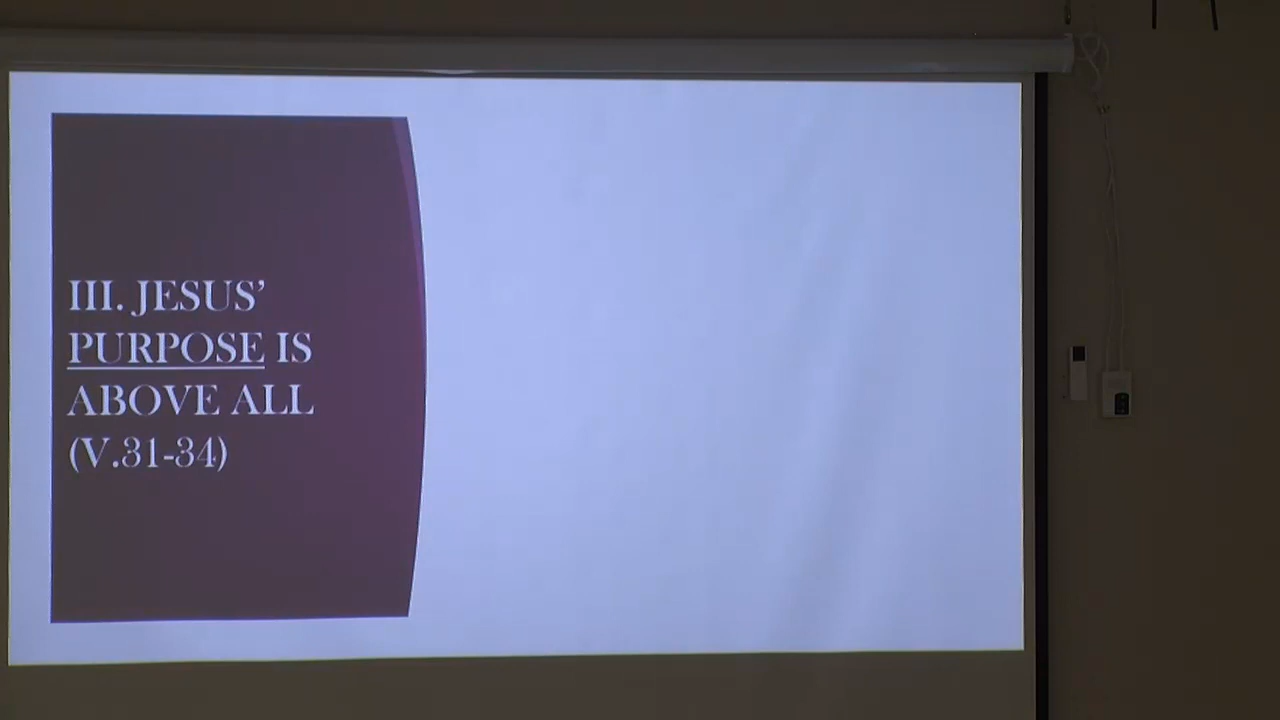 III. JESUS’
PURPOSE IS
ABOVE ALL
(V.31-34)